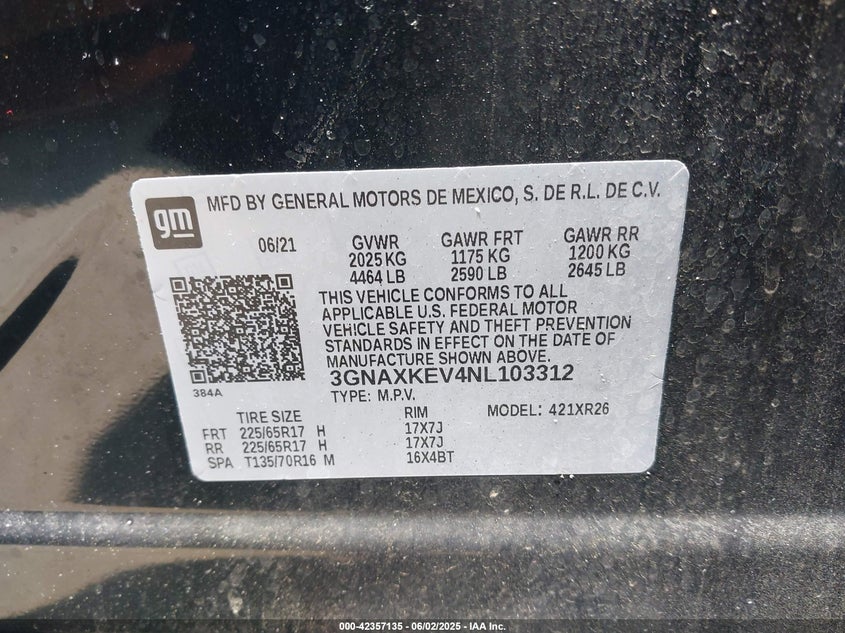 gm
MFD BY GENERAL MOTORS DE MEXICO, S. DE R.L. DE C.V.
06/21 GVWR GAWR FRT GAWR RR
2025 KG 1175 KG 1200 KG
4464 LB 2590 LB 2645 LB
THIS VEHICLE CONFORMS TO ALL
APPLICABLE U.S. FEDERAL MOTOR
VEHICLE SAFETY AND THEFT PREVENTION
STANDARDS IN EFFECT ON THE DATE OF
MANUFACTURE SHOWN ABOVE.
3GNAXKEV4NL103312
384A
TYPE: M.P.V. MODEL: 421XR26
TIRE SIZE RIM
FRT 225/65R17 H 17X7J
RR 225/65R17 H 17X7J
SPA T135/70R16 M 16X4BT
000-42357135 - 06/02/2025 - IAA Inc.